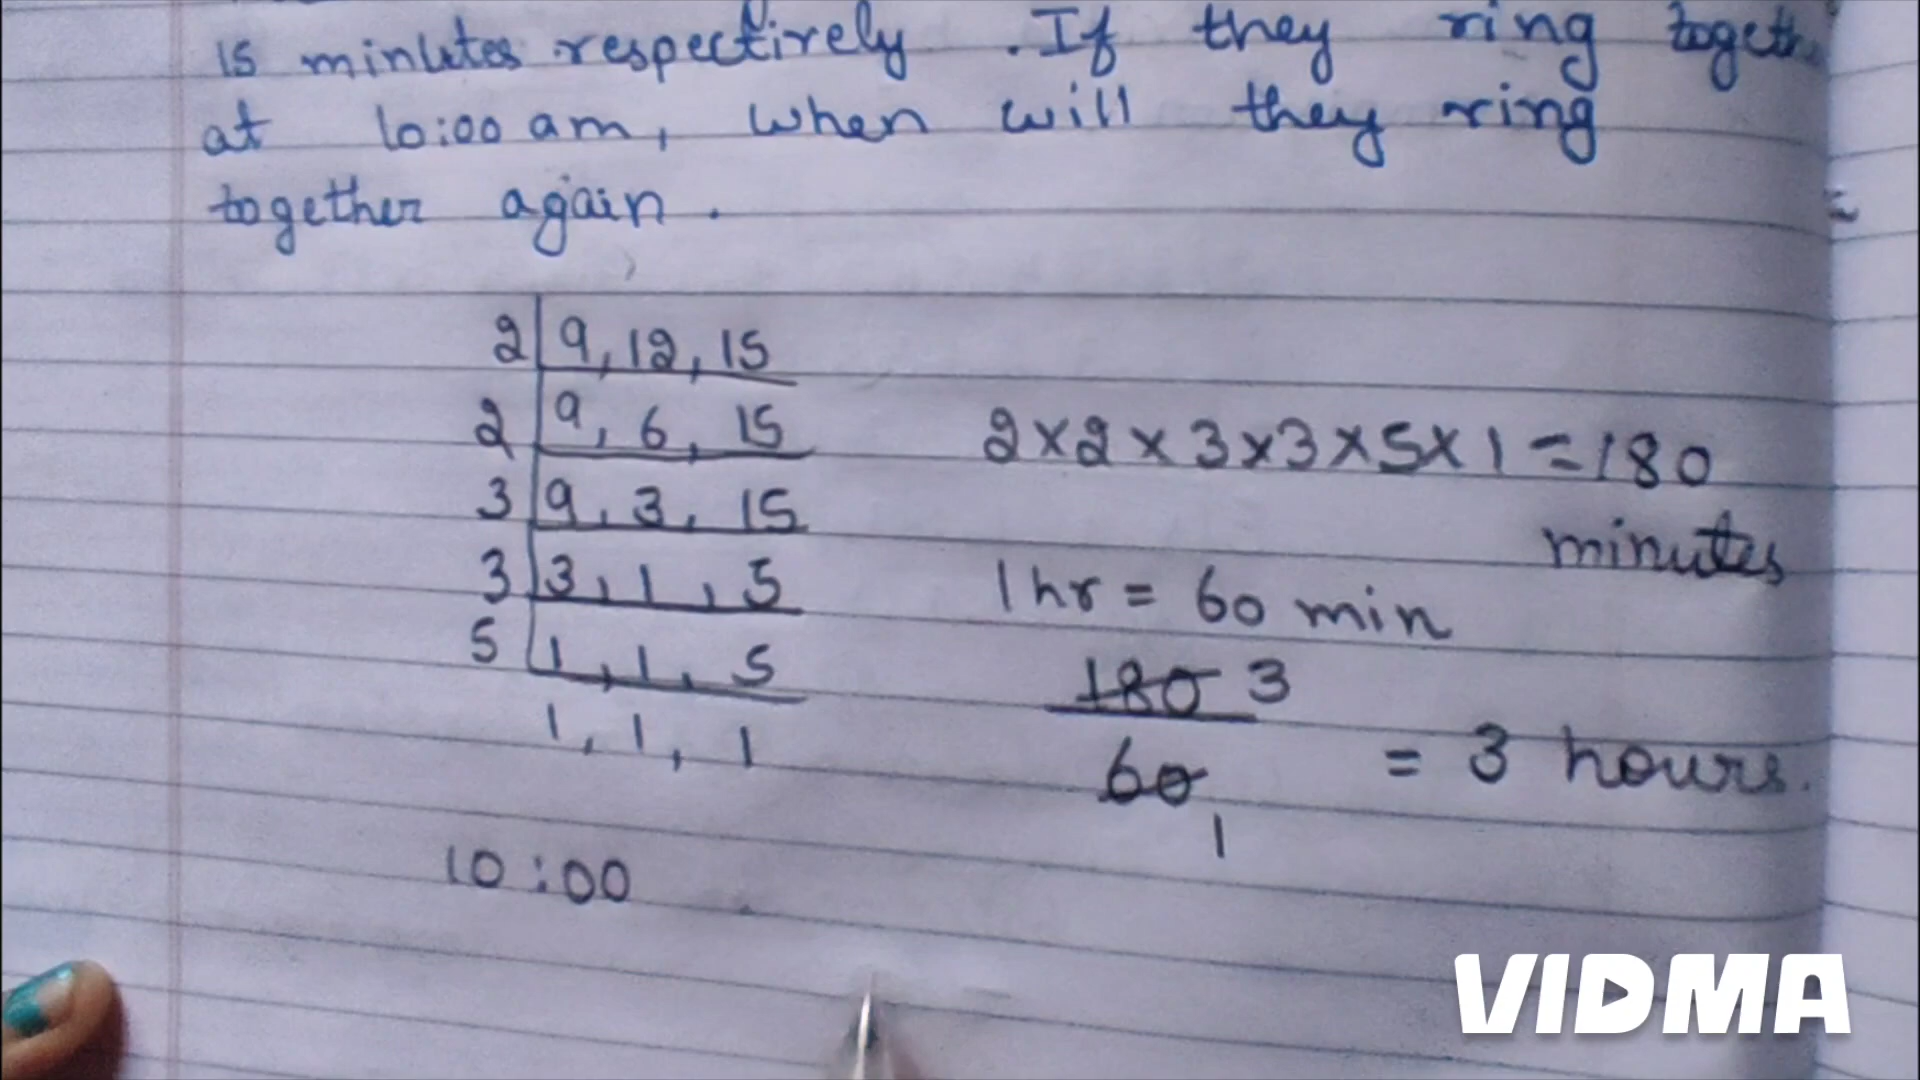 15 minutes respectively . If they ring togeth
at 10:00 am, when will they ring
together again .
2 9, 12, 15
2 9, 6, 15
3 9, 3, 15
3 3, 1, 5
5 1, 1, 5
1, 1, 1
2×2×3×3×5×1=180
minutes
1hr = 60 min
180 3
60 1
= 3 hours.
10:00
VIDMA